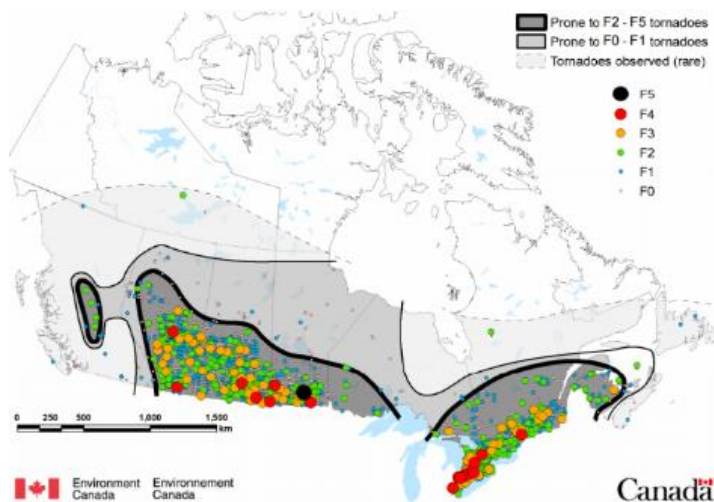 Prone to F2 - F5 tornadoes
Prone to F0 - F1 tornadoes
Tornadoes observed (rare)
F5
F4
F3
F2
F1
F0
0 250 500 1,000 1,500
km
Environment Environnement
Canada Canada
Canada